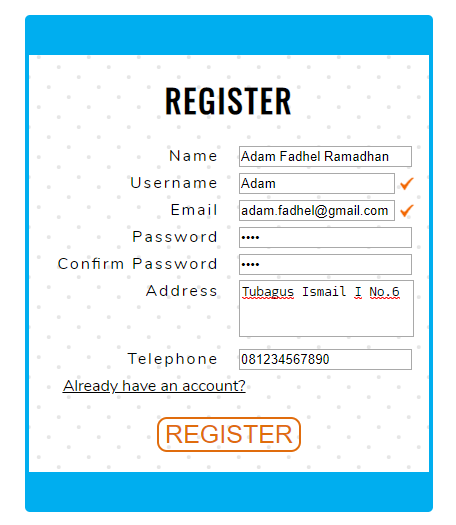 REGISTER
Name Adam Fadhel Ramadhan
Username Adam
Email adam.fadhel@gmail.com
Password ••••
Confirm Password ••••
Address Tubagus Ismail I No.6
Telephone 081234567890
Already have an account?
REGISTER